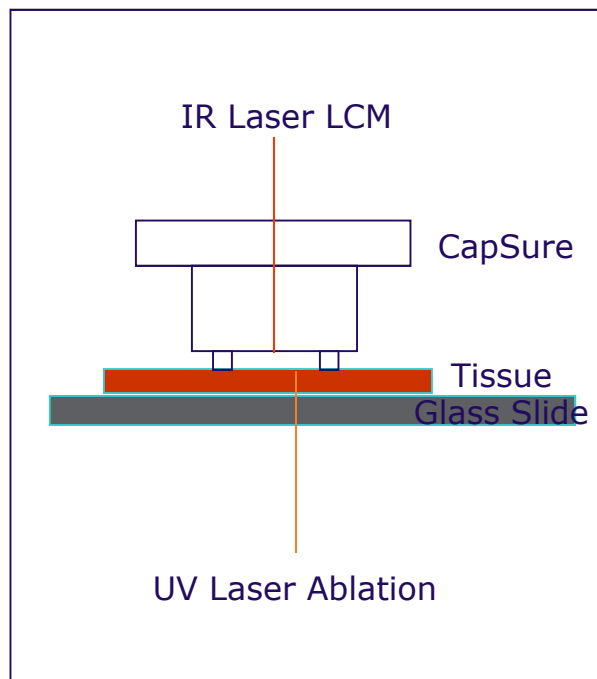 IR Laser LCM
CapSure
Tissue
Glass Slide
UV Laser Ablation